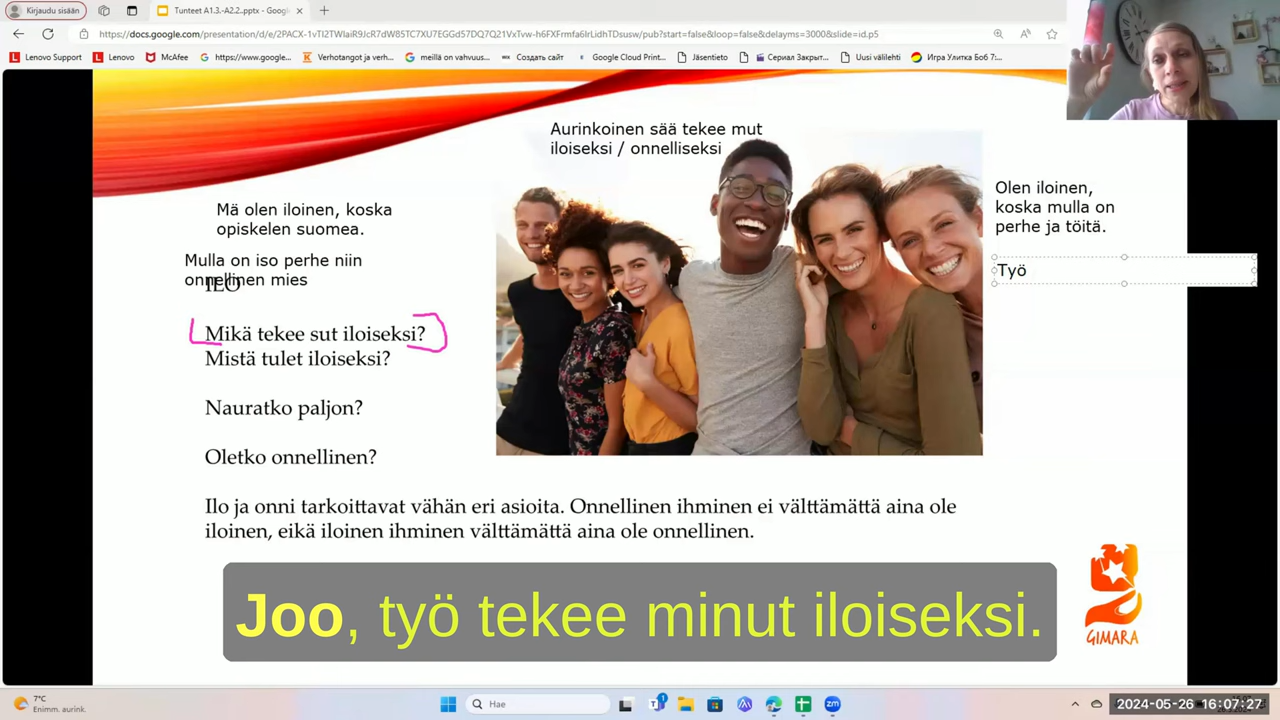 Kirjaudu sisään
Tunteet A1.3.-A2.2..pptx - Google
https://docs.google.com/presentation/d/e/2PACX-1vTI2TWlaiR9JcR7dW85TC7XU7EGGd57DQ7Q21VxTvw-h6FXFrmfa6IrLidhTDsusw/pub?start=false&loop=false&delayms=3000&slide=id.p5
Lenovo Support
Lenovo
McAfee
https://www.google...
Verhotangot ja verh...
meillä on vahvuus...
Создать сайт
Google Cloud Print...
Jäsentieto
Сериал Закрыт...
Uusi välilehti
Игра Улитка Боб 7:...
Aurinkoinen sää tekee mut
iloiseksi / onnelliseksi
Olen iloinen,
koska mulla on
perhe ja töitä.
Mä olen iloinen, koska
opiskelen suomea.
Mulla on iso perhe niin
onnellinen mies
ILO
Työ
Mikä tekee sut iloiseksi?
Mistä tulet iloiseksi?
Nauratko paljon?
Oletko onnellinen?
Ilo ja onni tarkoittavat vähän eri asioita. Onnellinen ihminen ei välttämättä aina ole
iloinen, eikä iloinen ihminen välttämättä aina ole onnellinen.
Joo, työ tekee minut iloiseksi.
GIMARA
7°C
Enimm. aurink.
Hae
2024-05-26 16:07:27